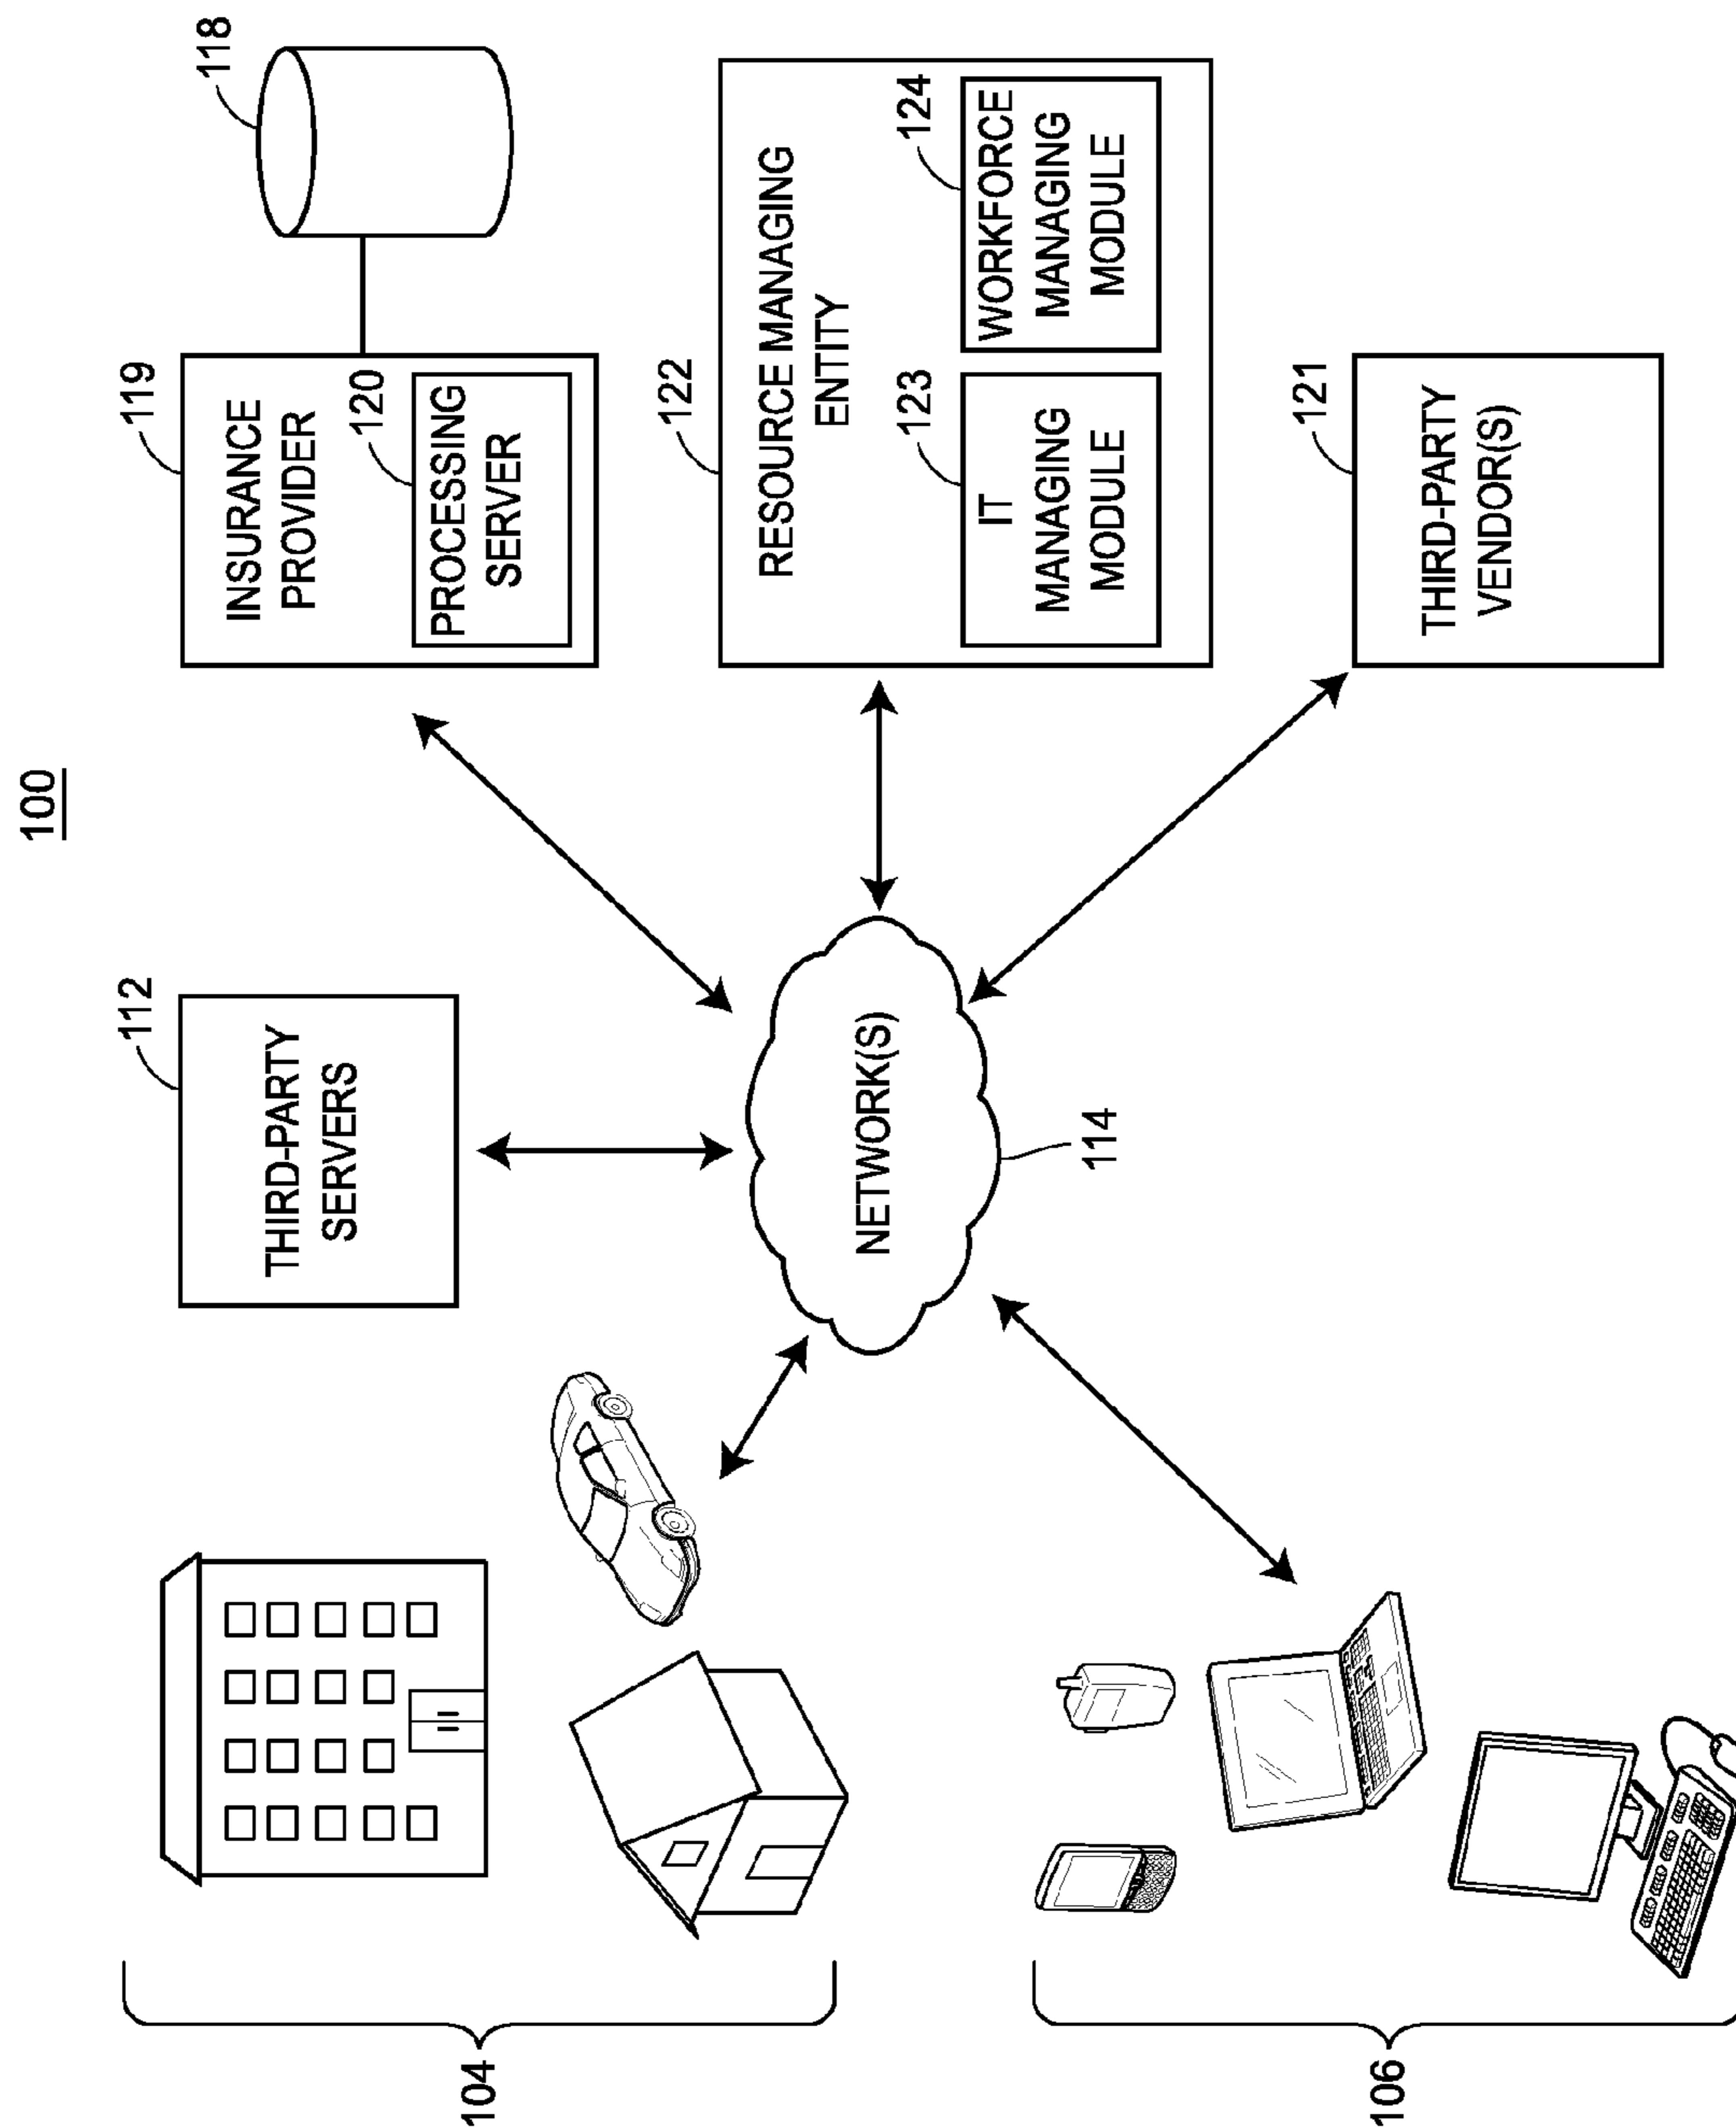 100
104
106
112
THIRD-PARTY
SERVERS
NETWORK(S)
114
119
INSURANCE
PROVIDER
120
PROCESSING
SERVER
118
122
RESOURCE MANAGING
ENTITY
123
IT
MANAGING
MODULE
124
WORKFORCE
MANAGING
MODULE
121
THIRD-PARTY
VENDOR(S)